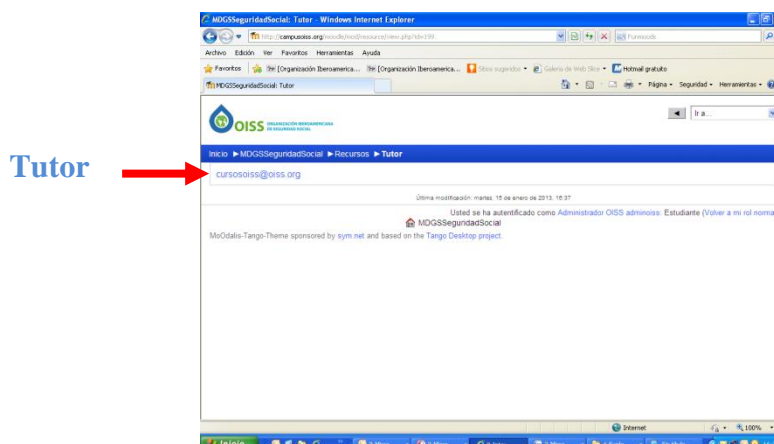 MDGSSeguridadSocial: Tutor - Windows Internet Explorer
http://campusoiss.org/moodle/mod/resource/view.php?id=199
Funmoods
Archivo Edición Ver Favoritos Herramientas Ayuda
Favoritos [Organización Iberoamerica... [Organización Iberoamerica... Sitios sugeridos Galería de Web Slice Hotmail gratuito
MDGSSeguridadSocial: Tutor Página Seguridad Herramientas
OISS ORGANIZACIÓN IBEROAMERICANA
DE SEGURIDAD SOCIAL
Ir a...
Inicio ► MDGSSeguridadSocial ► Recursos ► Tutor
Tutor
cursosoiss@oiss.org
Última modificación: martes, 15 de enero de 2013, 16:37
Usted se ha autentificado como Administrador OISS adminoiss: Estudiante (Volver a mi rol norma
MDGSSeguridadSocial
MoOdalis-Tango-Theme sponsored by sym.net and based on the Tango Desktop project.
Internet 100%
Inicio